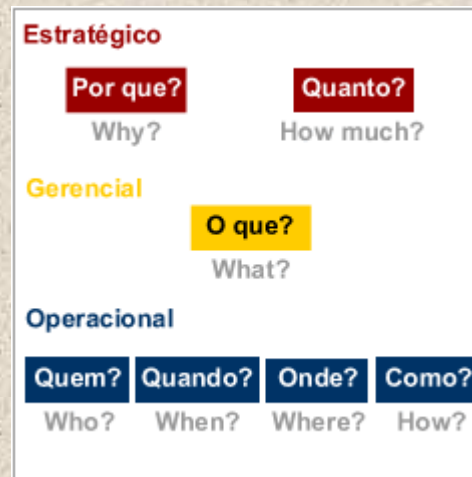 Estratégico
Por que? Quanto?
Why? How much?
Gerencial
O que?
What?
Operacional
Quem? Quando? Onde? Como?
Who? When? Where? How?